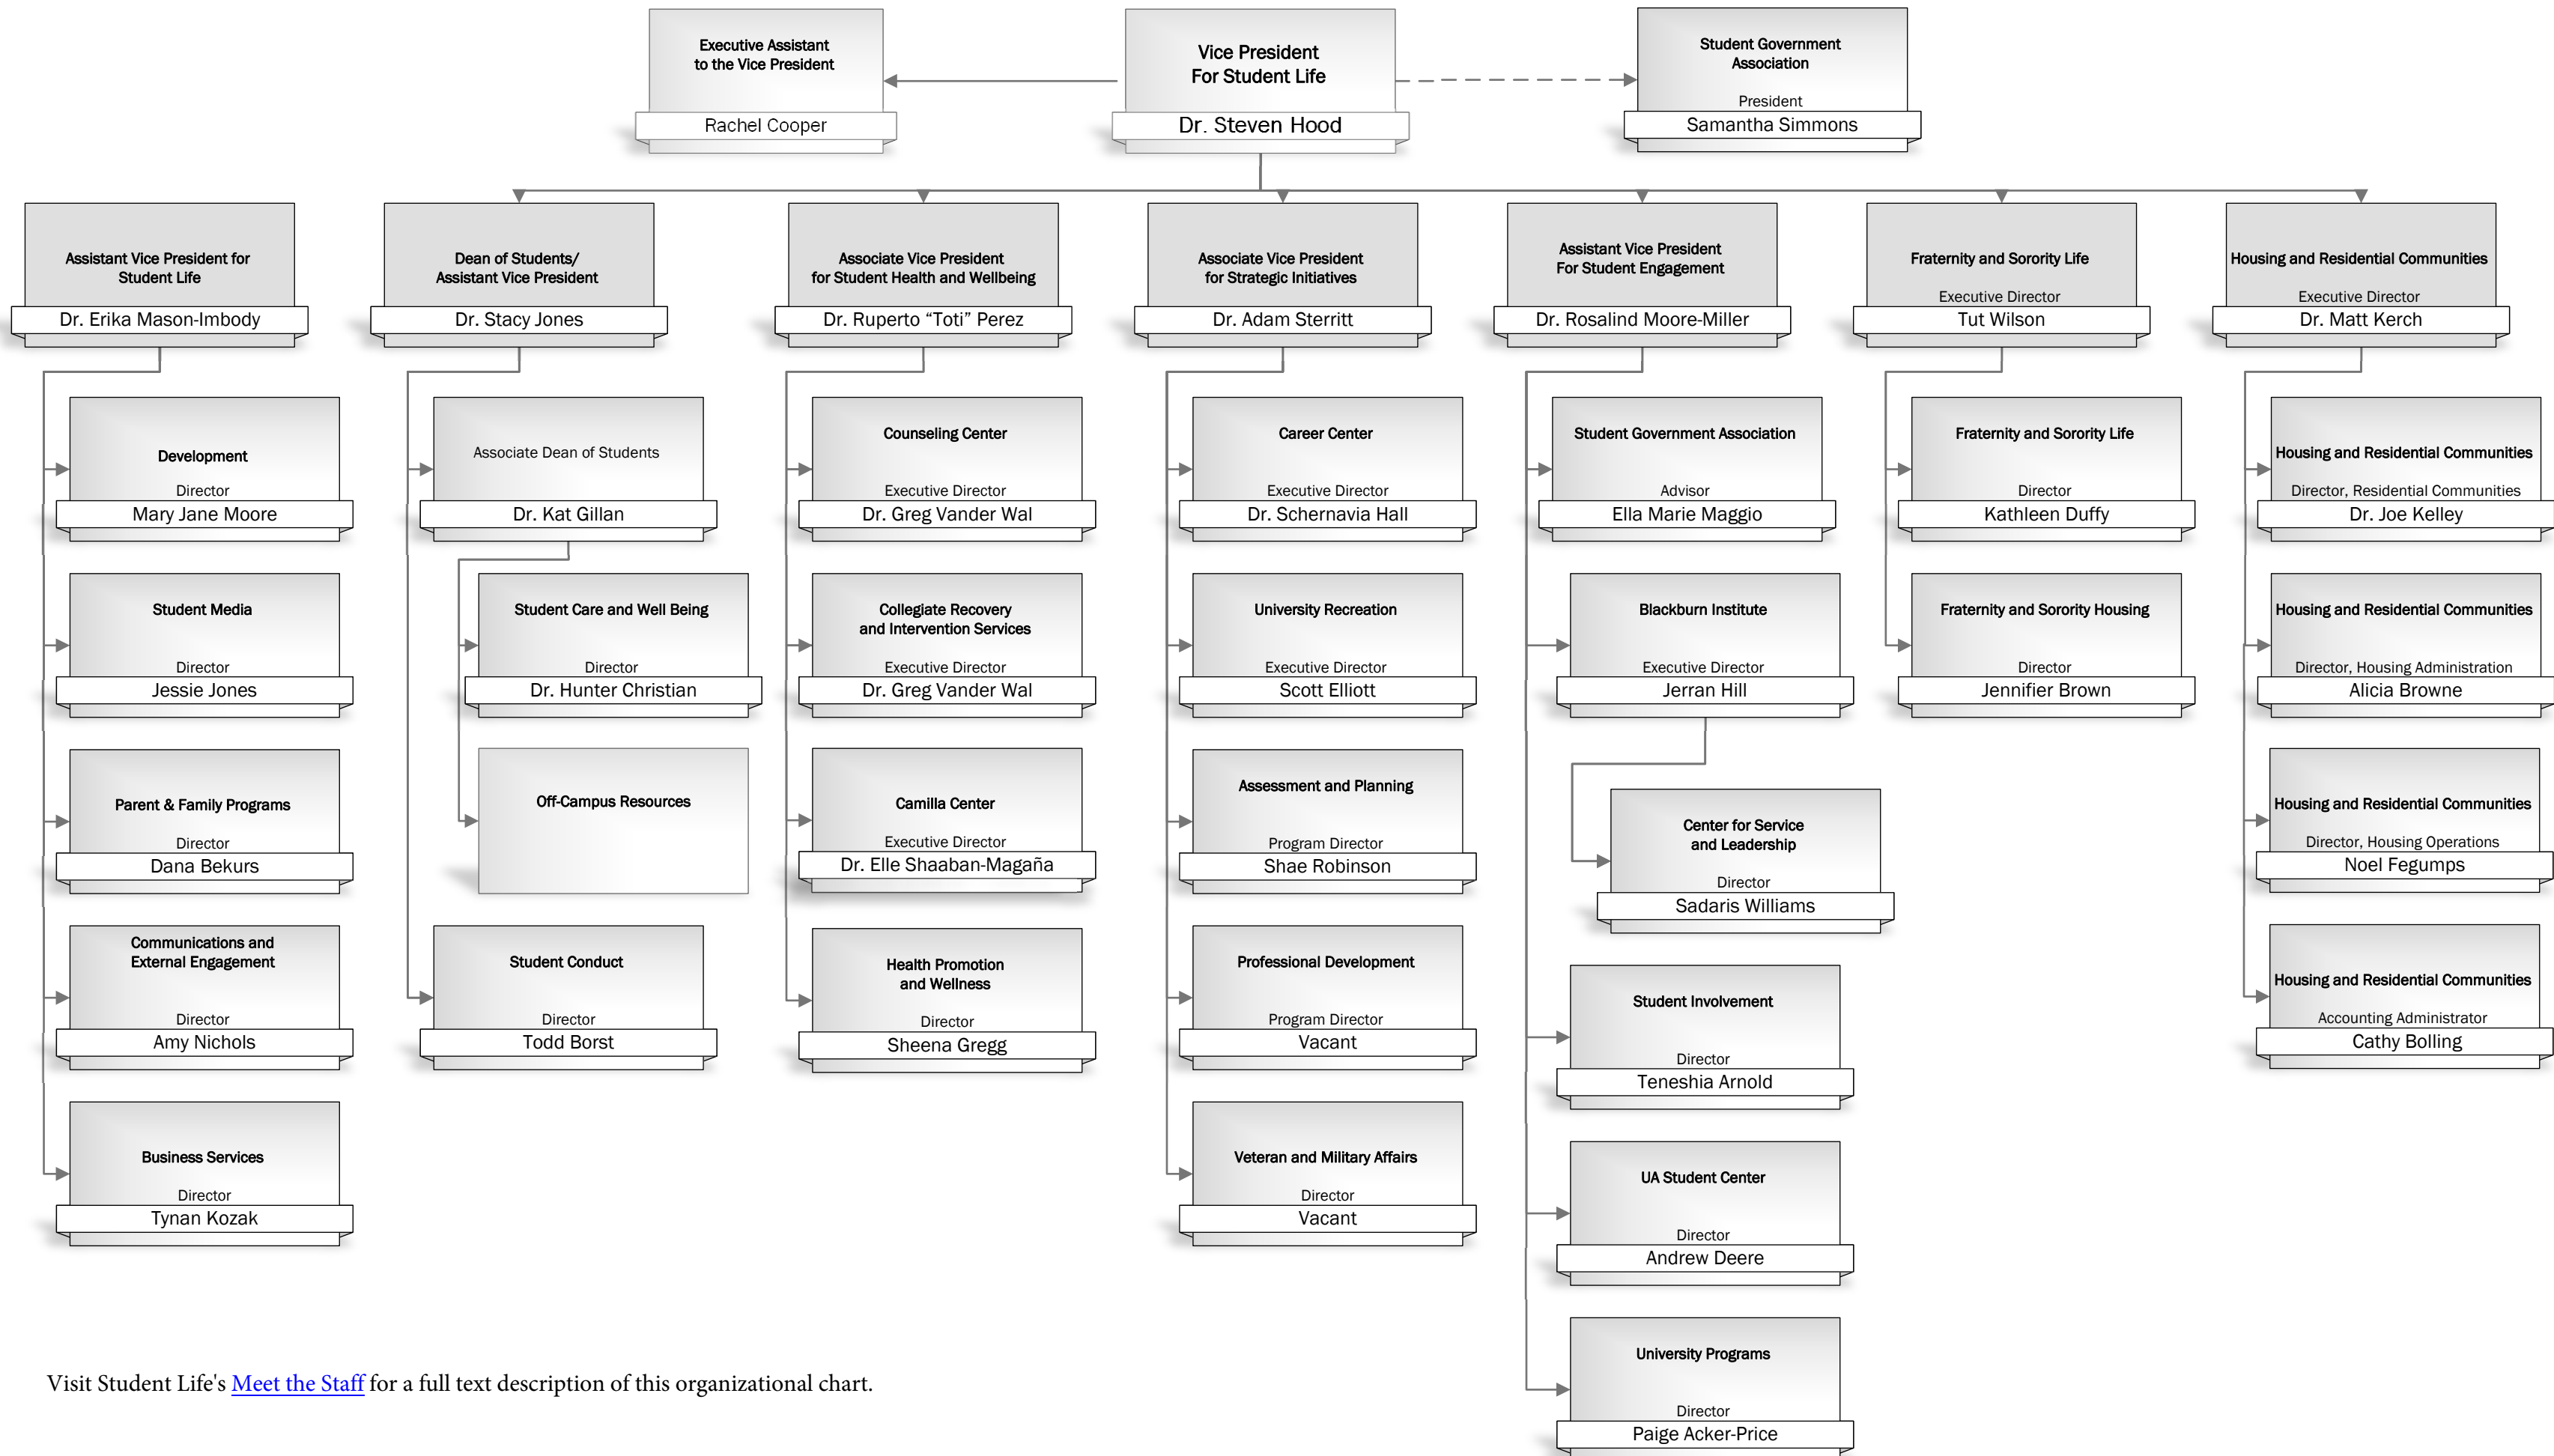 Executive Assistant
to the Vice President
Rachel Cooper
Vice President
For Student Life
Dr. Steven Hood
Student Government
Association
President
Samantha Simmons
Assistant Vice President for
Student Life
Dr. Erika Mason-Imbody
Dean of Students/
Assistant Vice President
Dr. Stacy Jones
Associate Vice President
for Student Health and Wellbeing
Dr. Ruperto “Toti” Perez
Associate Vice President
for Strategic Initiatives
Dr. Adam Sterritt
Assistant Vice President
For Student Engagement
Dr. Rosalind Moore-Miller
Fraternity and Sorority Life
Executive Director
Tut Wilson
Housing and Residential Communities
Executive Director
Dr. Matt Kerch
Development
Director
Mary Jane Moore
Student Media
Director
Jessie Jones
Parent & Family Programs
Director
Dana Bekurs
Communications and
External Engagement
Director
Amy Nichols
Business Services
Director
Tynan Kozak
Associate Dean of Students
Dr. Kat Gillan
Student Care and Well Being
Director
Dr. Hunter Christian
Off-Campus Resources
Student Conduct
Director
Todd Borst
Counseling Center
Executive Director
Dr. Greg Vander Wal
Collegiate Recovery
and Intervention Services
Executive Director
Dr. Greg Vander Wal
Camilla Center
Executive Director
Dr. Elle Shaaban-Magaña
Health Promotion
and Wellness
Director
Sheena Gregg
Career Center
Executive Director
Dr. Schernavia Hall
University Recreation
Executive Director
Scott Elliott
Assessment and Planning
Program Director
Shae Robinson
Professional Development
Program Director
Vacant
Veteran and Military Affairs
Director
Vacant
Student Government Association
Advisor
Ella Marie Maggio
Blackburn Institute
Executive Director
Jerran Hill
Center for Service
and Leadership
Director
Sadaris Williams
Student Involvement
Director
Teneshia Arnold
UA Student Center
Director
Andrew Deere
University Programs
Director
Paige Acker-Price
Fraternity and Sorority Life
Director
Kathleen Duffy
Fraternity and Sorority Housing
Director
Jennifier Brown
Housing and Residential Communities
Director, Residential Communities
Dr. Joe Kelley
Housing and Residential Communities
Director, Housing Administration
Alicia Browne
Housing and Residential Communities
Director, Housing Operations
Noel Fegumps
Housing and Residential Communities
Accounting Administrator
Cathy Bolling
Visit Student Life's Meet the Staff for a full text description of this organizational chart.